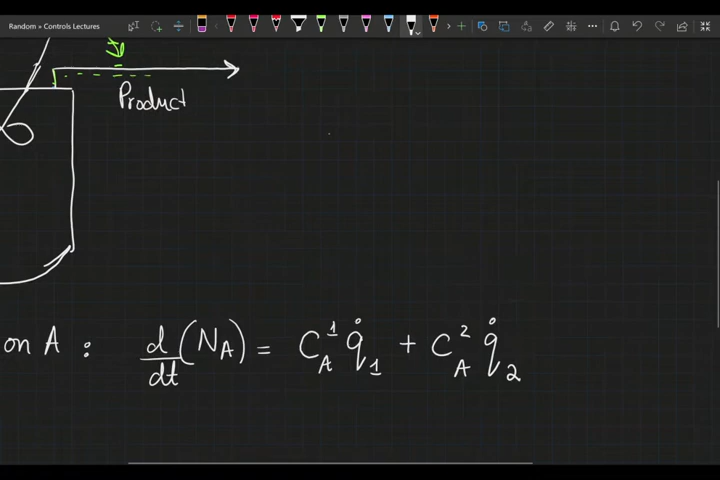 Random » Controls Lectures
Product
on A : d/dt (N_A) = C_A^1 q̇_1 + C_A^2 q̇_2